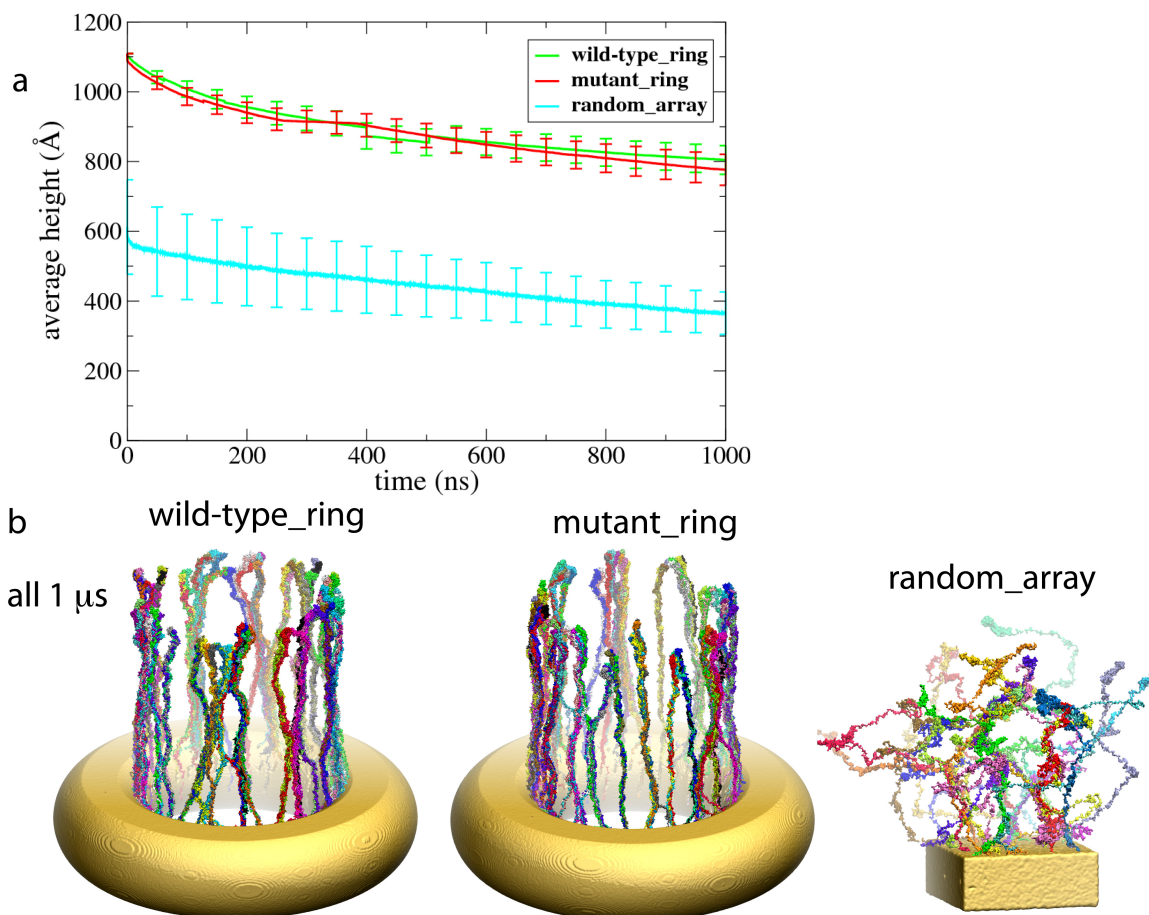 a
average height (Å)
1200
1000
800
600
400
200
0
wild-type_ring
mutant_ring
random_array
0 200 400 600 800 1000
time (ns)
b
wild-type_ring
mutant_ring
random_array
all 1 μs